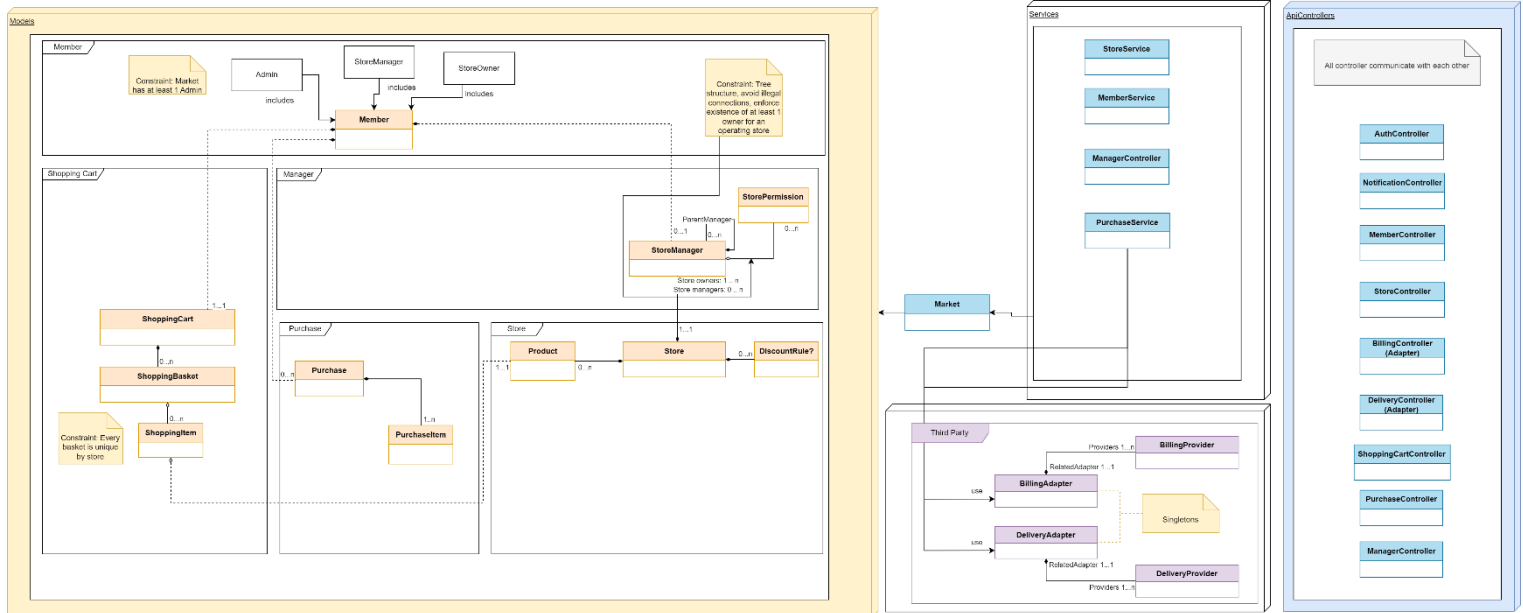 Models
Member
Constraint: Market
has at least 1 Admin
Admin
StoreManager
StoreOwner
includes
includes
Includes
Member
Constraint: Tree
structure, avoid illegal
connections, enforce
existence of at least 1
owner for an
operating store
Shopping Cart
1...1
ShoppingCart
0...n
ShoppingBasket
0...n
ShoppingItem
Constraint: Every
basket is unique
by store
Manager
StorePermission
0...n
ParentManager
0...1
0...n
StoreManager
Store owners: 1 .. n
Store managers: 0 .. n
Purchase
0...n
Purchase
1...n
PurchaseItem
Store
1...1
Product
1...1
0...n
Store
0...n
DiscountRule?
Market
Services
StoreService
MemberService
ManagerController
PurchaseService
Third Party
BillingProvider
Providers 1...n
RelatedAdapter 1...1
BillingAdapter
use
Singletons
DeliveryAdapter
use
RelatedAdapter 1...1
DeliveryProvider
Providers 1...n
ApiControllers
All controller communicate with each other
AuthController
NotificationController
MemberController
StoreController
BillingController
(Adapter)
DeliveryController
(Adapter)
ShoppingCartController
PurchaseController
ManagerController